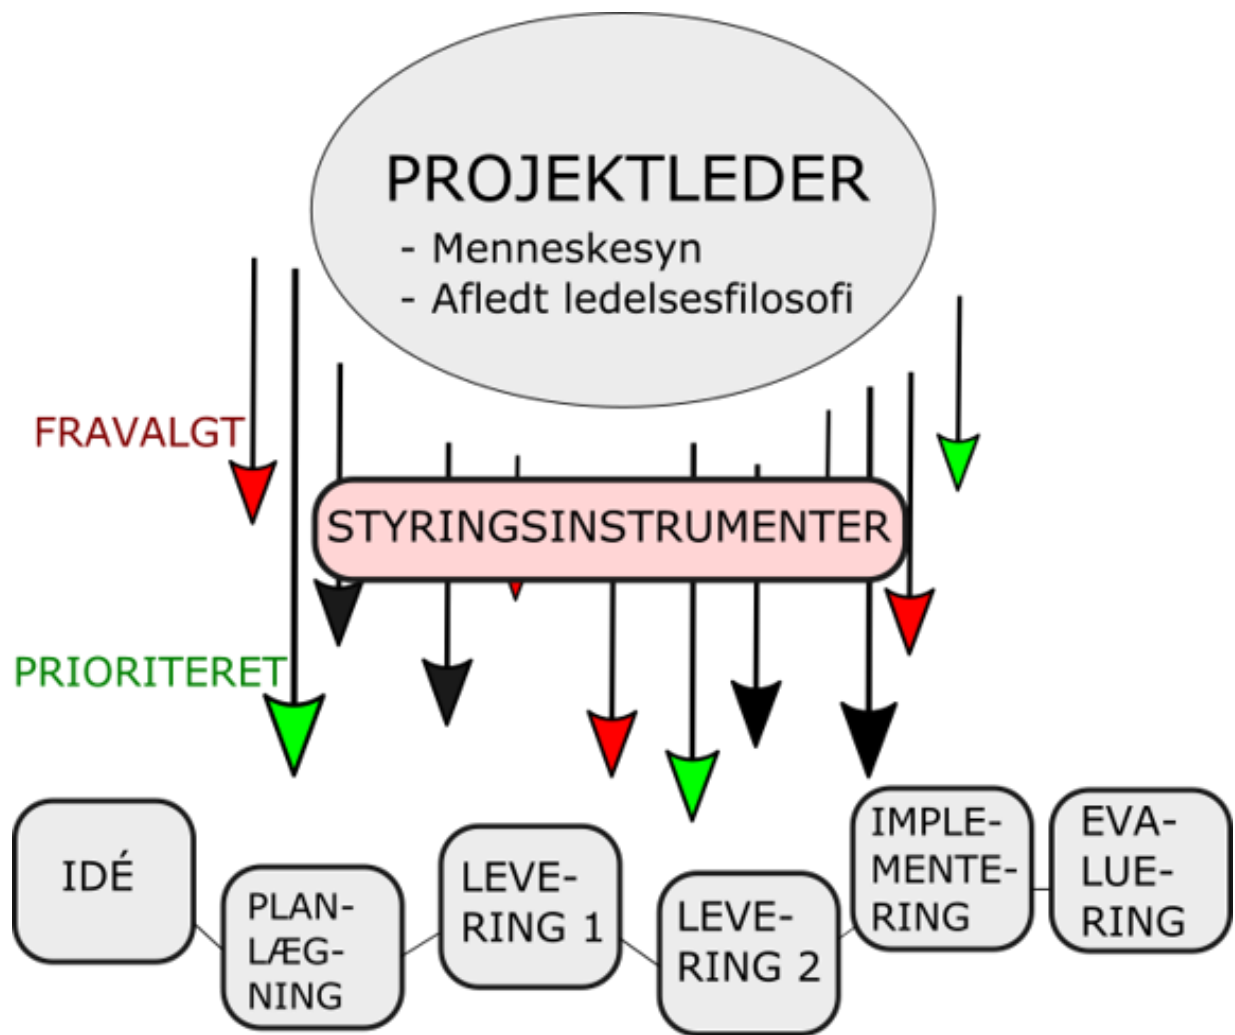 PROJEKTLEDER
- Menneskesyn
- Afledt ledelsesfilosofi
FRAVALGT
STYRINGSINSTRUMENTER
PRIORITERET
IDÉ
PLAN-
LÆG-
NING
LEVE-
RING 1
LEVE-
RING 2
IMPLE-
MENTE-
RING
EVA-
LUE-
RING